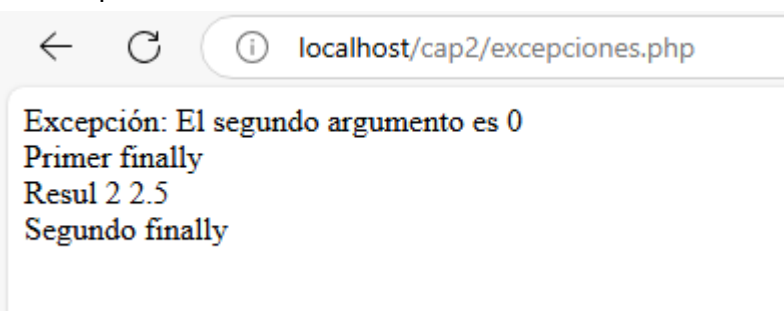 localhost/cap2/excepciones.php
Excepción: El segundo argumento es 0
Primer finally
Resul 2 2.5
Segundo finally